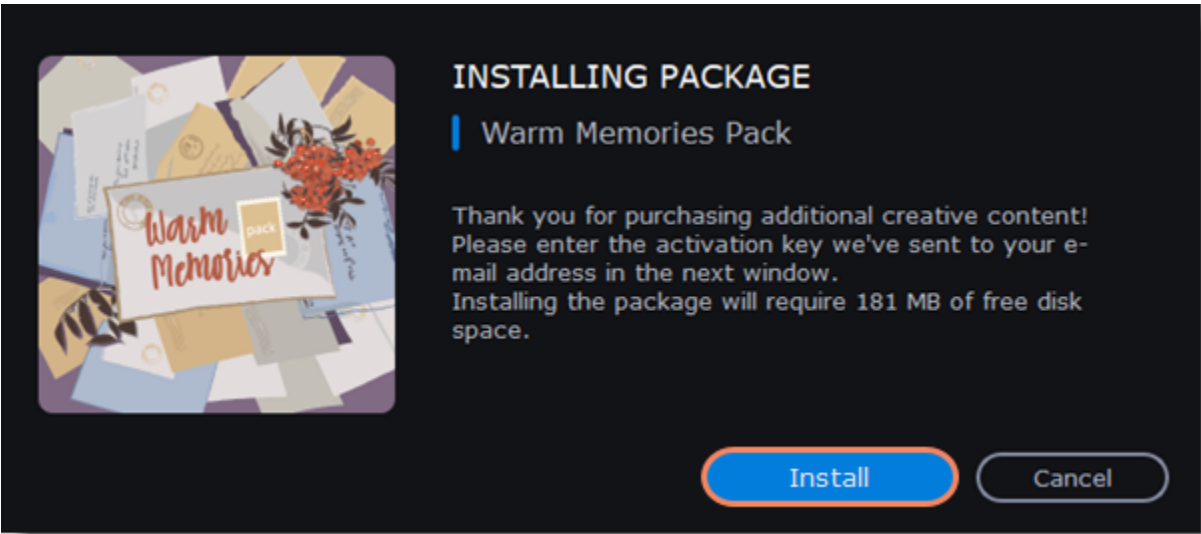 INSTALLING PACKAGE
Warm Memories Pack
Warm
pack
Memories
Thank you for purchasing additional creative content!
Please enter the activation key we've sent to your e-
mail address in the next window.
Installing the package will require 181 MB of free disk
space.
Install
Cancel